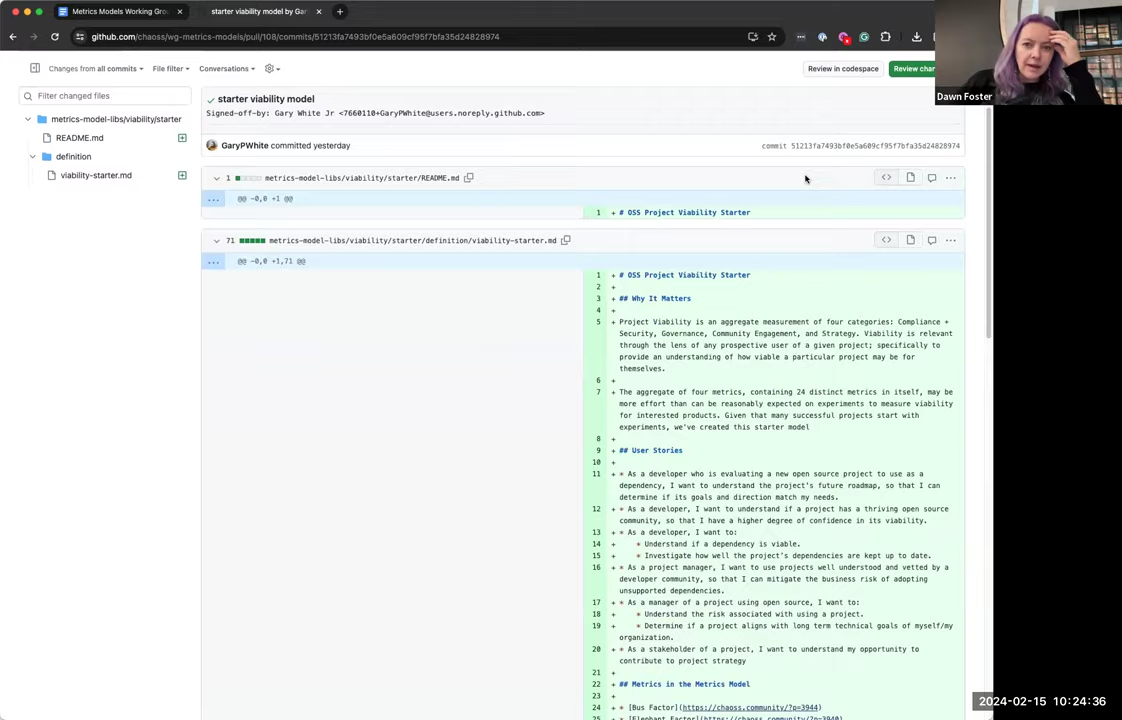 Metrics Models Working Gro
starter viability model by Gar
github.com/chaoss/wg-metrics-models/pull/108/commits/51213fa7493bf0e5a609cf95f7bfa35d24828974
Changes from all commits
File filter
Conversations
Review in codespace
Review chan
Dawn Foster
Filter changed files
metrics-model-libs/viability/starter
README.md
definition
viability-starter.md
starter viability model
Signed-off-by: Gary White Jr <7660110+GaryPWhite@users.noreply.github.com>
GaryPWhite committed yesterday
commit 51213fa7493bf0e5a609cf95f7bfa35d24828974
1 metrics-model-libs/viability/starter/README.md
... @@ -0,0 +1 @@
1 + # OSS Project Viability Starter
71 metrics-model-libs/viability/starter/definition/viability-starter.md
... @@ -0,0 +1,71 @@
1 + # OSS Project Viability Starter
2 +
3 + ## Why It Matters
4 +
5 + Project Viability is an aggregate measurement of four categories: Compliance +
Security, Governance, Community Engagement, and Strategy. Viability is relevant
through the lens of any prospective user of a given project; specifically to
provide an understanding of how viable a particular project may be for
themselves.
6 +
7 + The aggregate of four metrics, containing 24 distinct metrics in itself, may be
more effort than can be reasonably expected on experiments to measure viability
for interested products. Given that many successful projects start with
experiments, we've created this starter model
8 +
9 + ## User Stories
10 +
11 + * As a developer who is evaluating a new open source project to use as a
dependency, I want to understand the project's future roadmap, so that I can
determine if its goals and direction match my needs.
12 + * As a developer, I want to understand if a project has a thriving open source
community, so that I have a higher degree of confidence in its viability.
13 + * As a developer, I want to:
14 + * Understand if a dependency is viable.
15 + * Investigate how well the project's dependencies are kept up to date.
16 + * As a project manager, I want to use projects well understood and vetted by a
developer community, so that I can mitigate the business risk of adopting
unsupported dependencies.
17 + * As a manager of a project using open source, I want to:
18 + * Understand the risk associated with using a project.
19 + * Determine if a project aligns with long term technical goals of myself/my
organization.
20 + * As a stakeholder of a project, I want to understand my opportunity to
contribute to project strategy
21 +
22 + ## Metrics in the Metrics Model
23 +
24 + * [Bus Factor](https://chaoss.community/?p=3944)
25 + * [Elephant Factor](https://chaoss.community/?p=3940)
2024-02-15 10:24:36